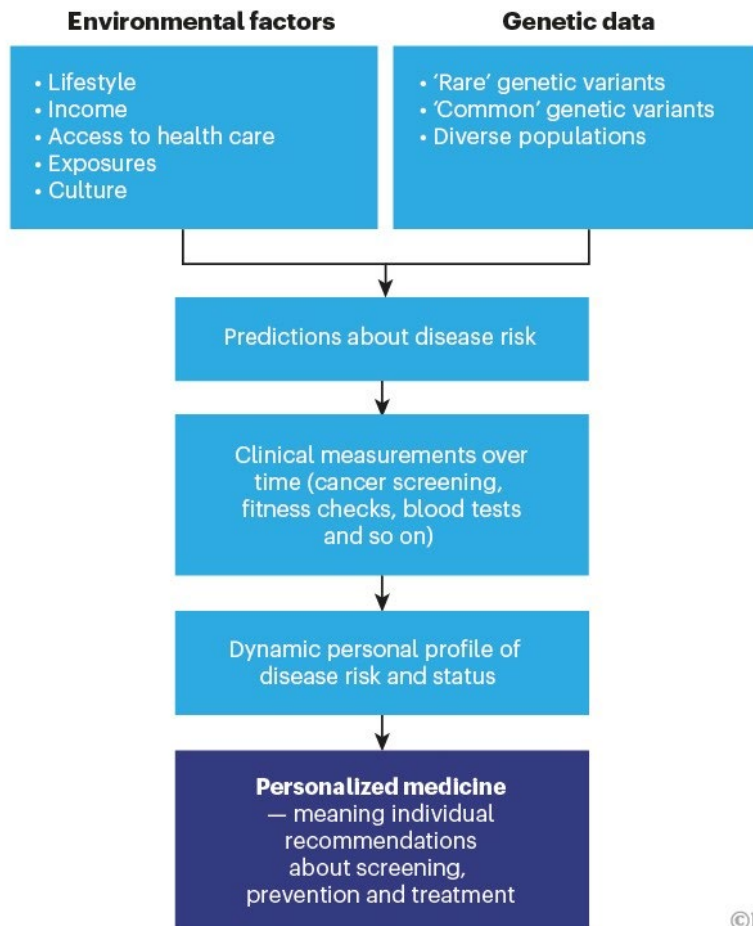 Environmental factors
• Lifestyle
• Income
• Access to health care
• Exposures
• Culture
Genetic data
• ‘Rare’ genetic variants
• ‘Common’ genetic variants
• Diverse populations
Predictions about disease risk
Clinical measurements over
time (cancer screening,
fitness checks, blood tests
and so on)
Dynamic personal profile of
disease risk and status
Personalized medicine
— meaning individual
recommendations
about screening,
prevention and treatment
©